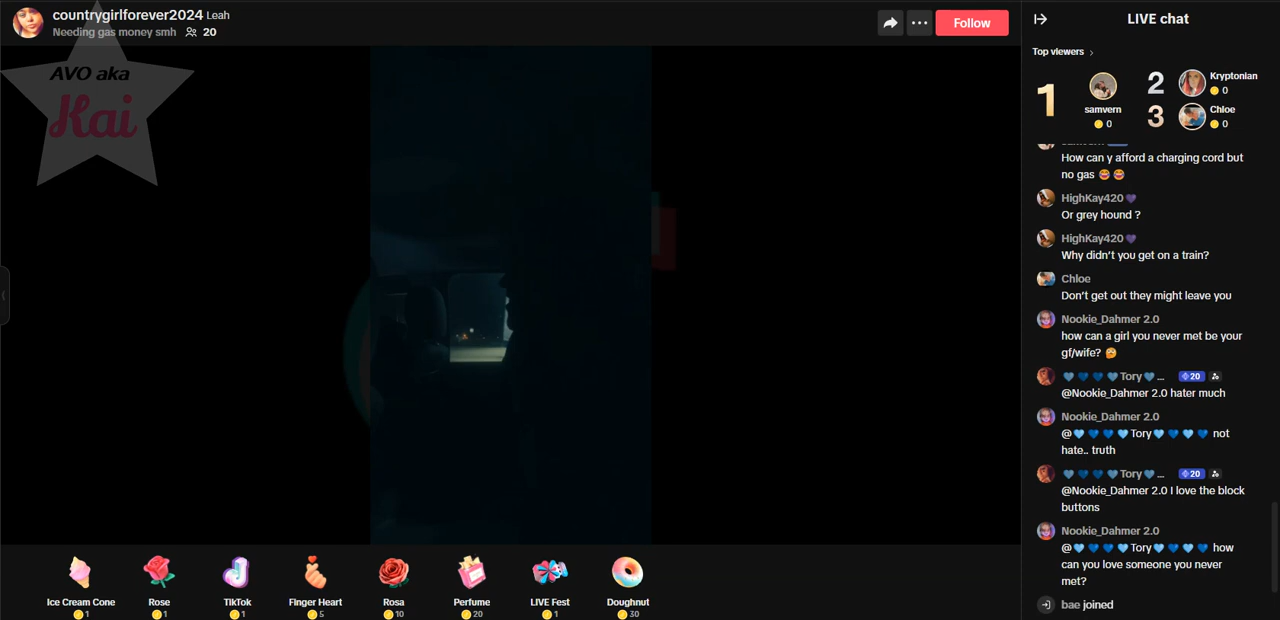 countrygirlforever2024 Leah
Needing gas money smh 20
Follow
AVO aka
Kai
LIVE chat
Top viewers
1
samvern
0
2
Kryptonian
0
3
Chloe
0
How can y afford a charging cord but
no gas 😂 😂
HighKay420💜
Or grey hound ?
HighKay420💜
Why didn't you get on a train?
Chloe
Don't get out they might leave you
Nookie_Dahmer 2.0
how can a girl you never met be your
gf/wife? 🫠
🩵 💙 💙 🩵Tory🩵 ... 20
@Nookie_Dahmer 2.0 hater much
Nookie_Dahmer 2.0
@🩵 💙 💙 🩵Tory🩵 💙 🩵 💙 not
hate.. truth
🩵 💙 💙 🩵Tory🩵 ... 20
@Nookie_Dahmer 2.0 I love the block
buttons
Nookie_Dahmer 2.0
@🩵 💙 💙 🩵Tory🩵 💙 🩵 💙 how
can you love someone you never
met?
bae joined
Ice Cream Cone
1
Rose
1
TikTok
1
Finger Heart
5
Rosa
10
Perfume
20
LIVE Fest
1
Doughnut
30